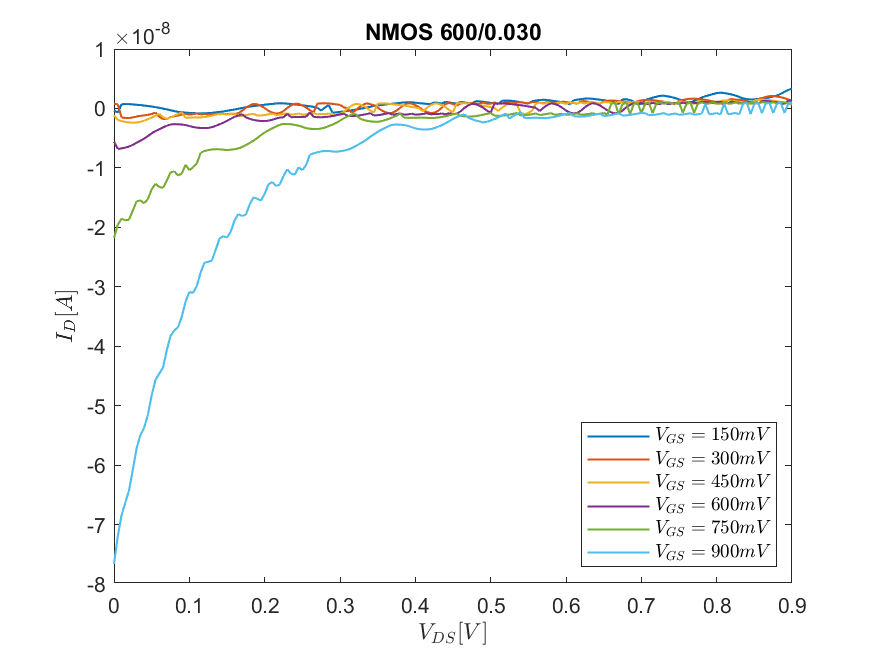 NMOS 600/0.030
×10-8
1
0
-1
-2
-3
-4
-5
-6
-7
-8
I_D[A]
0 0.1 0.2 0.3 0.4 0.5 0.6 0.7 0.8 0.9
V_DS[V]
V_GS = 150mV
V_GS = 300mV
V_GS = 450mV
V_GS = 600mV
V_GS = 750mV
V_GS = 900mV